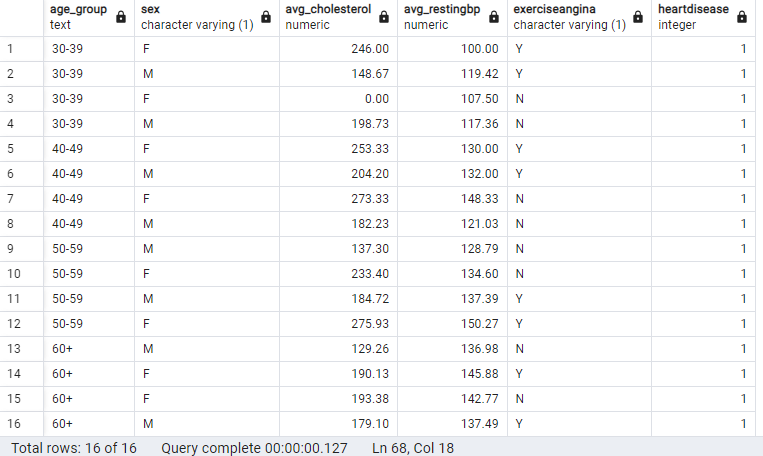 age_group sex avg_cholesterol avg_restingbp exerciseangina heartdisease
text character varying (1) numeric numeric character varying (1) integer
1 30-39 F 246.00 100.00 Y 1
2 30-39 M 148.67 119.42 Y 1
3 30-39 F 0.00 107.50 N 1
4 30-39 M 198.73 117.36 N 1
5 40-49 F 253.33 130.00 Y 1
6 40-49 M 204.20 132.00 Y 1
7 40-49 F 273.33 148.33 N 1
8 40-49 M 182.23 121.03 N 1
9 50-59 M 137.30 128.79 N 1
10 50-59 F 233.40 134.60 N 1
11 50-59 M 184.72 137.39 Y 1
12 50-59 F 275.93 150.27 Y 1
13 60+ M 129.26 136.98 N 1
14 60+ F 190.13 145.88 Y 1
15 60+ F 193.38 142.77 N 1
16 60+ M 179.10 137.49 Y 1
Total rows: 16 of 16 Query complete 00:00:00.127 Ln 68, Col 18